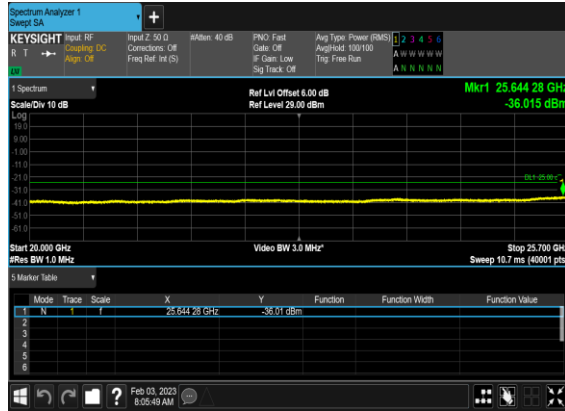 Spectrum Analyzer 1
Swept SA
KEYSIGHT Input: RF Input Z: 50 Ω #Atten: 40 dB PNO: Fast Avg Type: Power (RMS) 1 2 3 4 5 6
R T Coupling: DC Corrections: Off Gate: Off Avg|Hold: 100/100 A W W W W W
Align: Off Freq Ref: Int (S) IF Gain: Low Trig: Free Run
Sig Track: Off A N N N N N
1 Spectrum Ref Lvl Offset 6.00 dB Mkr1 25.644 28 GHz
Scale/Div 10 dB Ref Level 29.00 dBm -36.015 dBm
Log
19.0
9.00
-1.00
-11.0
-21.0
DL1 -25.00
-31.0
-41.0
-51.0
-61.0
Start 20.000 GHz Video BW 3.0 MHz* Stop 25.700 GHz
#Res BW 1.0 MHz Sweep 10.7 ms (40001 pts
5 Marker Table
Mode Trace Scale X Y Function Function Width Function Value
1 N 1 f 25.644 28 GHz -36.01 dBm
2
3
4
5
6
? Feb 03, 2023
8:05:49 AM